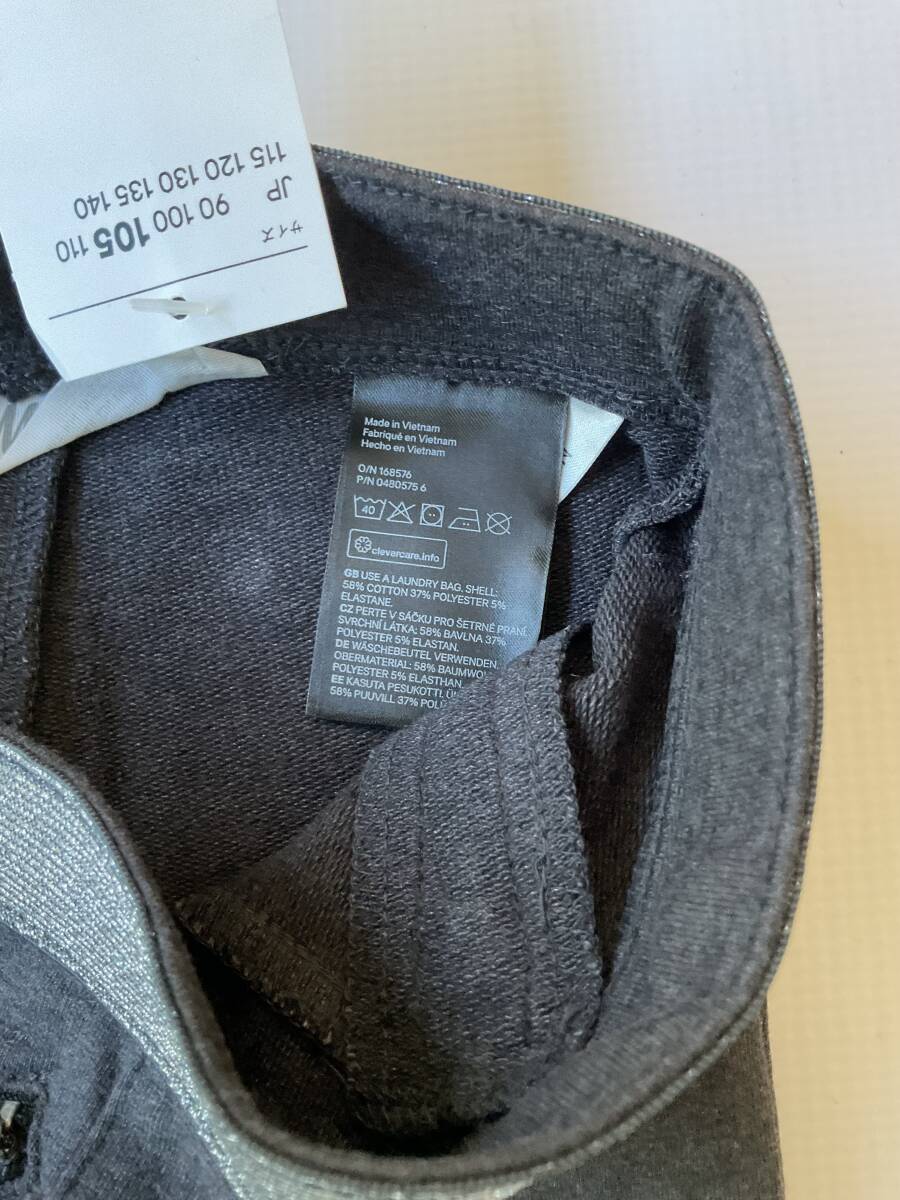 サイズ
90 100 105 110
JP
115 120 130 135 140
Made in Vietnam
Fabriqué en Vietnam
Hecho en Vietnam
O/N 168576
P/N 0480575 6
40
clevercare.info
GB USE A LAUNDRY BAG. SHELL:
58% COTTON 37% POLYESTER 5%
ELASTANE.
CZ PERTE V SÁČKU PRO ŠETRNÉ PRANÍ.
SVRCHNÍ LÁTKA: 58% BAVLNA 37%
POLYESTER 5% ELASTAN.
DE WÄSCHEBEUTEL VERWENDEN.
OBERMATERIAL: 58% BAUMWOL
POLYESTER 5% ELASTHAN.
EE KASUTA PESUKOTTI.
58% PUUVILL 37%